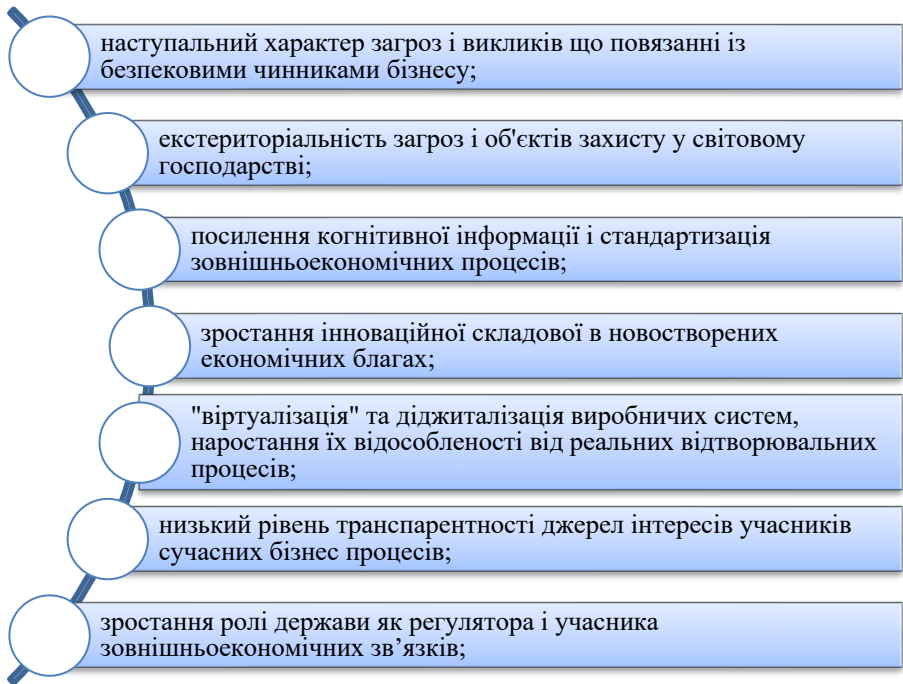 наступальний характер загроз і викликів що повязанні із
безпековими чинниками бізнесу;
екстериторіальність загроз і об'єктів захисту у світовому
господарстві;
посилення когнітивної інформації і стандартизація
зовнішньоекономічних процесів;
зростання інноваційної складової в новостворених
економічних благах;
"віртуалізація" та діджиталізація виробничих систем,
наростання їх відособленості від реальних відтворювальних
процесів;
низький рівень транспарентності джерел інтересів учасників
сучасних бізнес процесів;
зростання ролі держави як регулятора і учасника
зовнішньоекономічних зв’язків;